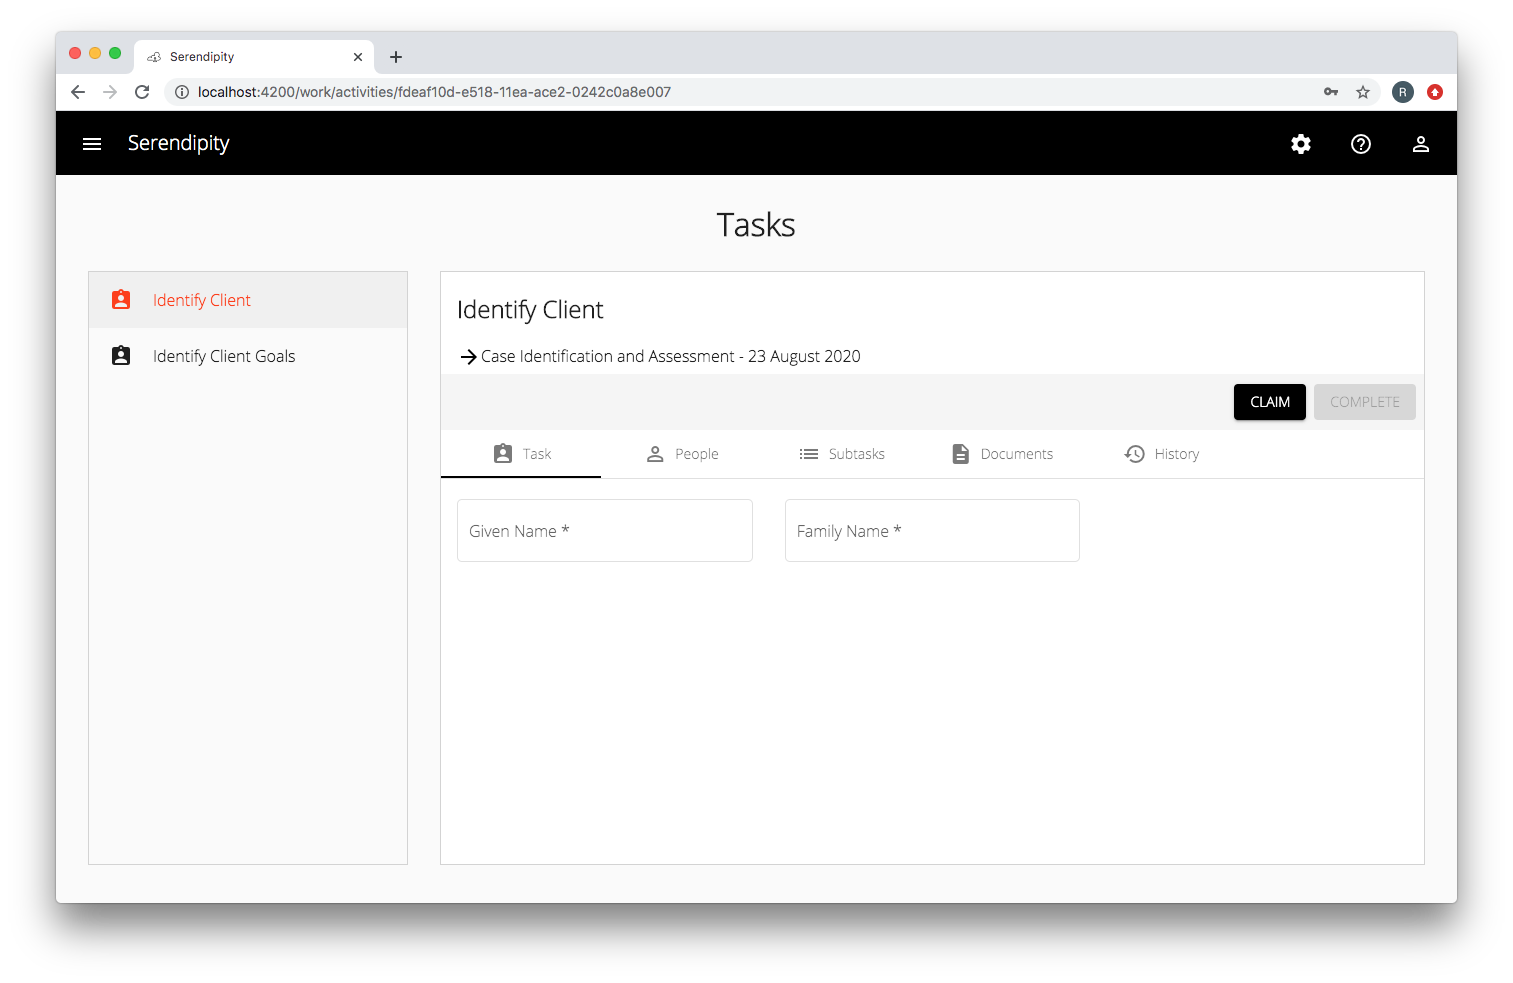 Serendipity
localhost:4200/work/activities/fdeaf10d-e518-11ea-ace2-0242c0a8e007
R
Serendipity
Tasks
Identify Client
Identify Client Goals
Identify Client
Case Identification and Assessment - 23 August 2020
CLAIM COMPLETE
Task People Subtasks Documents History
Given Name * Family Name *